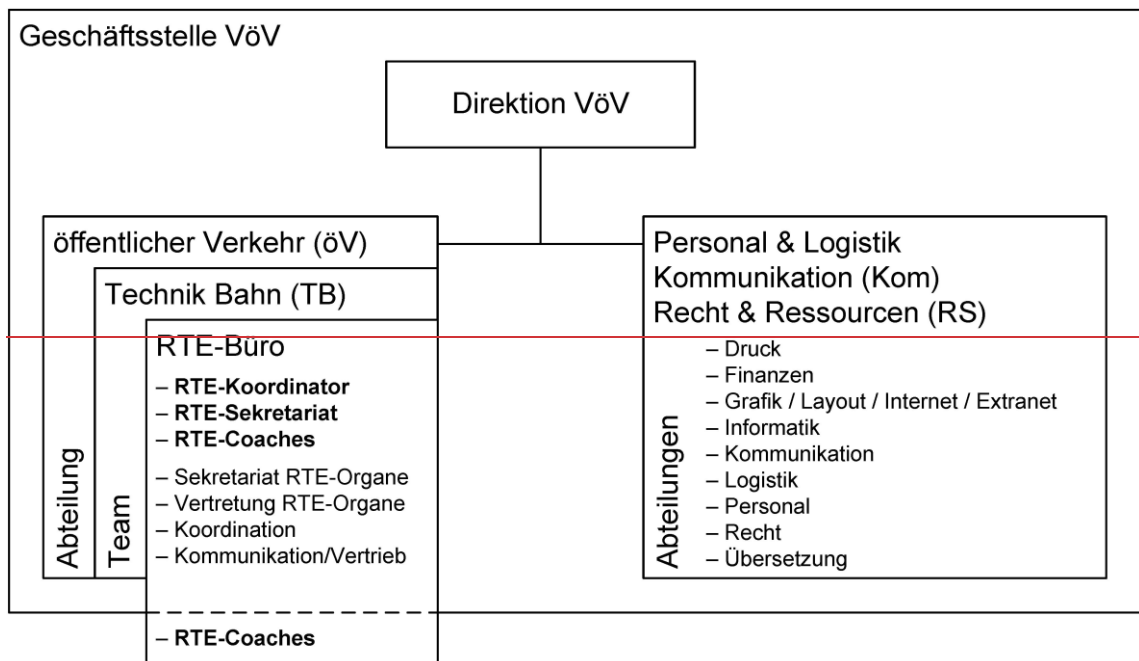 Geschäftsstelle VöV
Direktion VöV
öffentlicher Verkehr (öV)
Technik Bahn (TB)
RTE-Büro
– RTE-Koordinator
– RTE-Sekretariat
– RTE-Coaches
– Sekretariat RTE-Organe
– Vertretung RTE-Organe
– Koordination
– Kommunikation/Vertrieb
Abteilung
Team
– RTE-Coaches
Personal & Logistik
Kommunikation (Kom)
Recht & Ressourcen (RS)
– Druck
– Finanzen
– Grafik / Layout / Internet / Extranet
– Informatik
– Kommunikation
– Logistik
– Personal
– Recht
– Übersetzung
Abteilungen